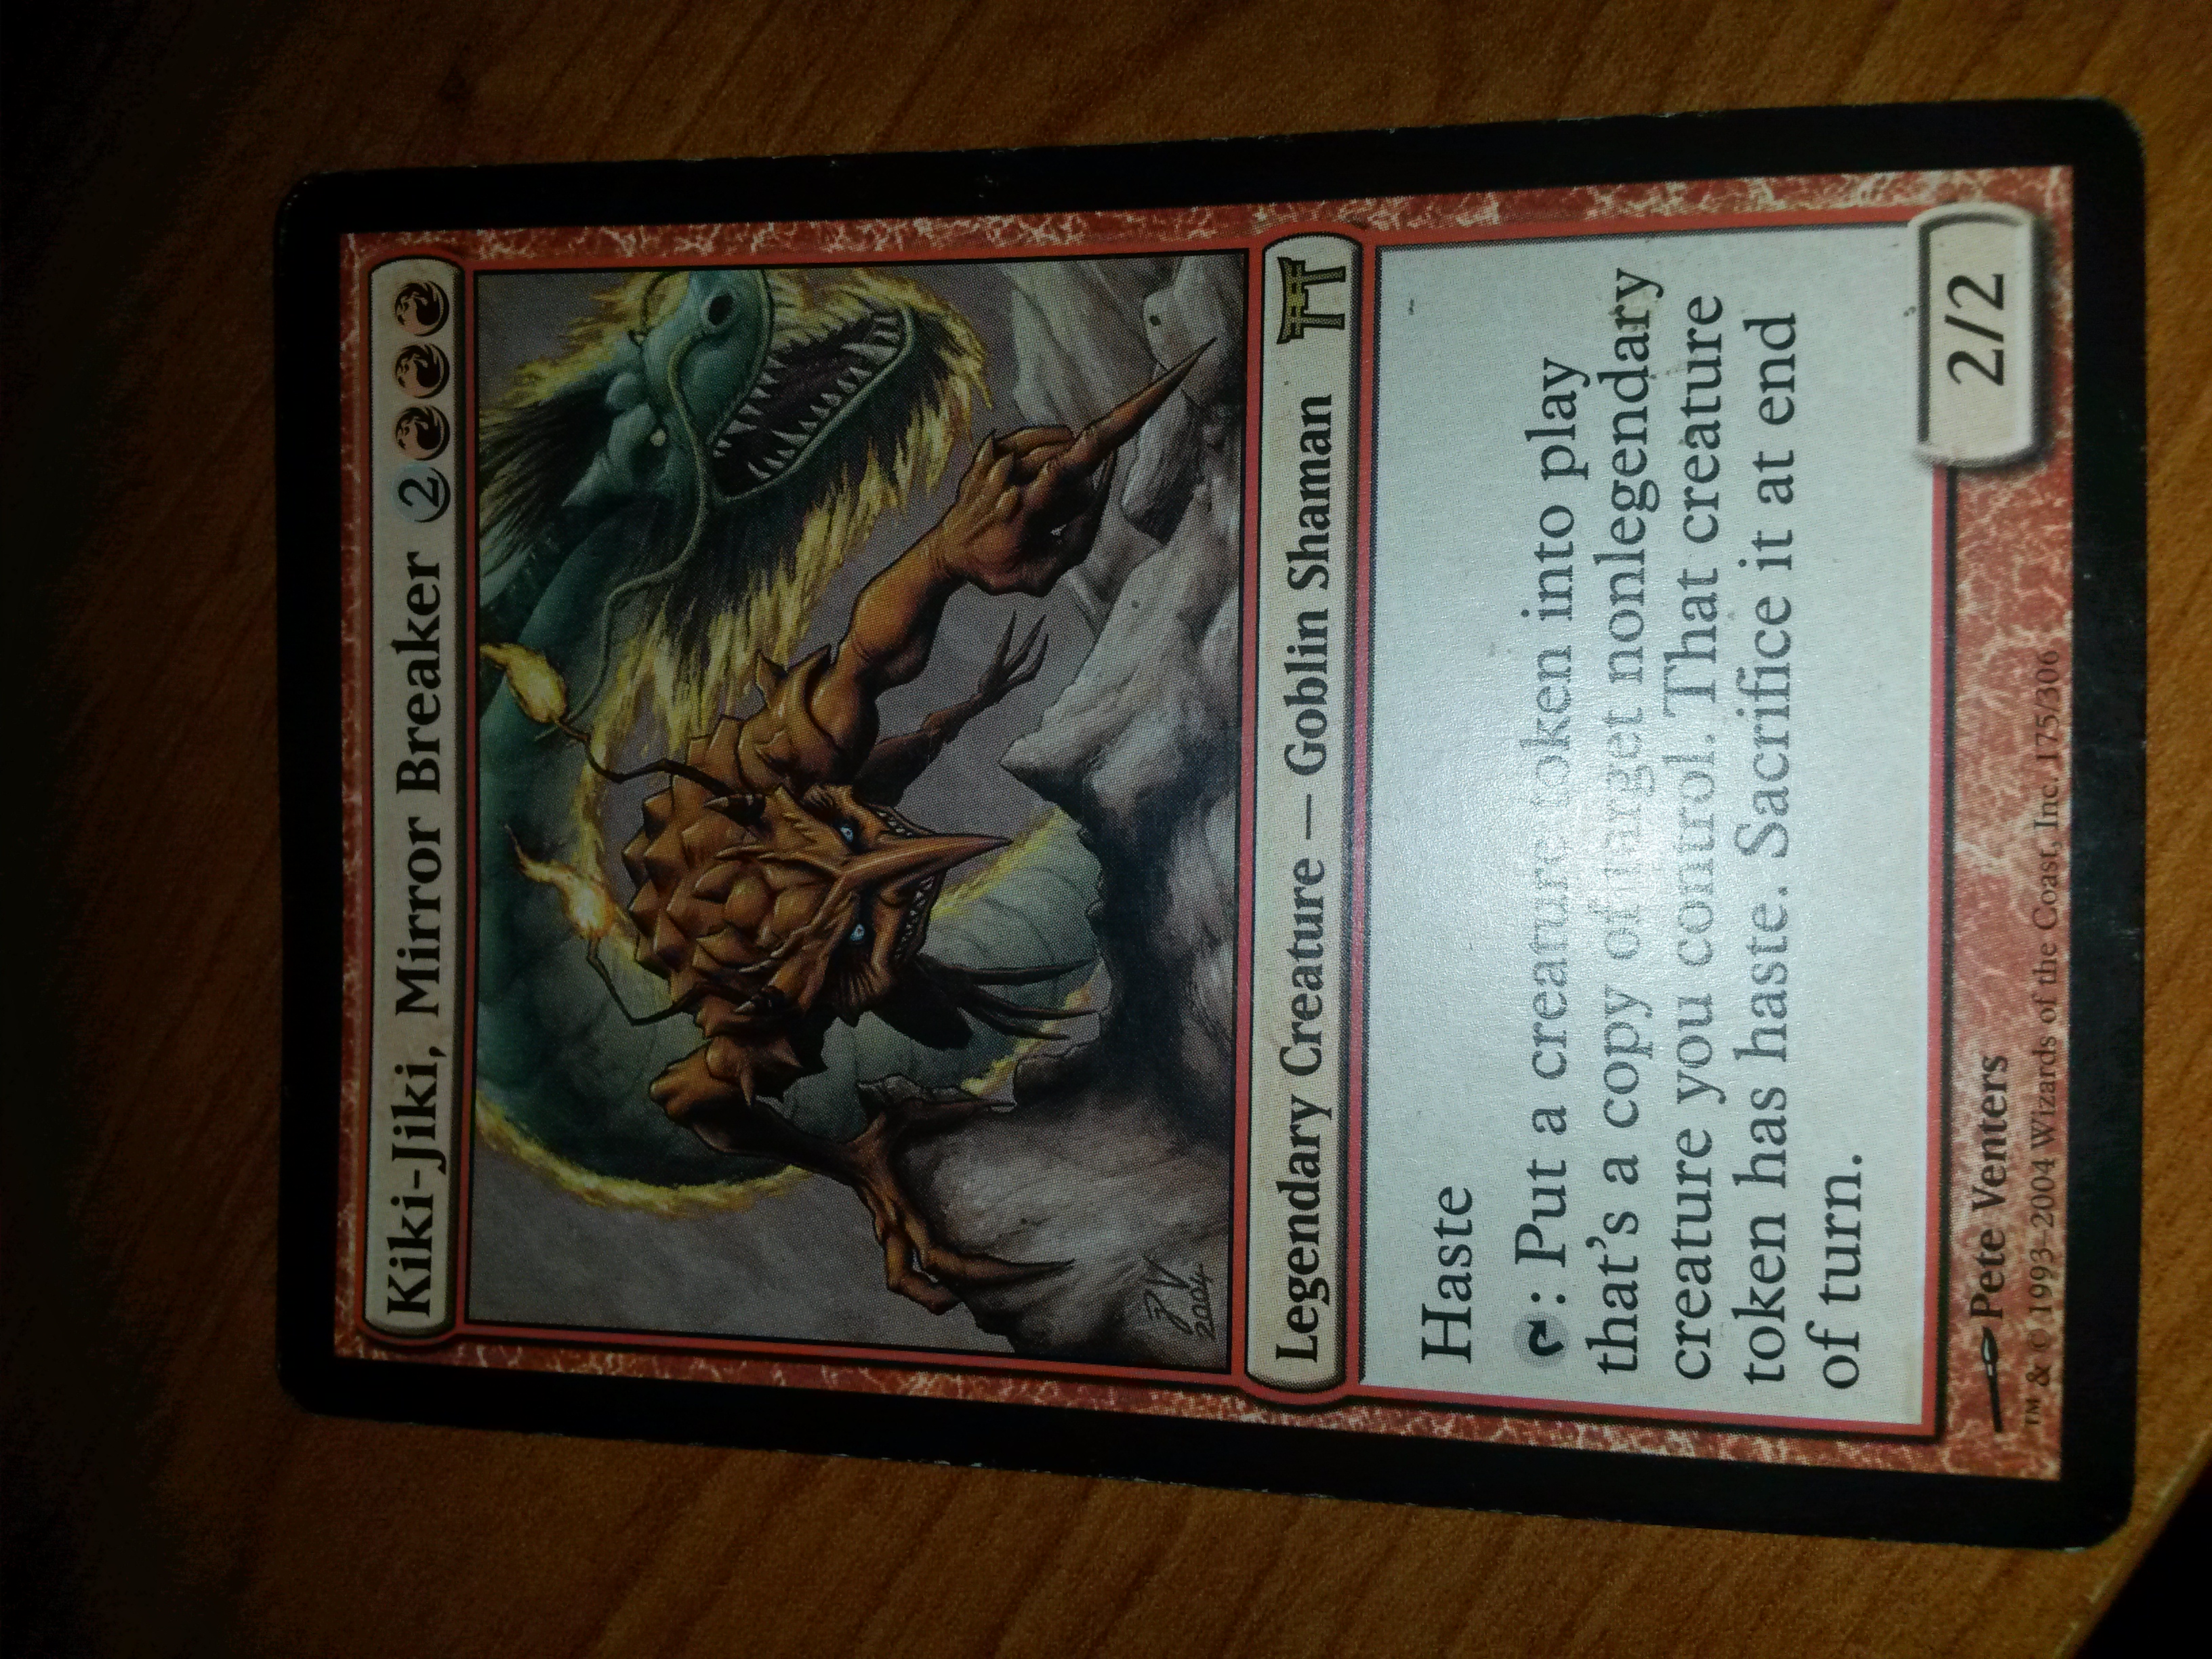 Kiki-Jiki, Mirror Breaker 2
PV
2004
Legendary Creature — Goblin Shaman
Haste
: Put a creature token into play
that's a copy of target nonlegendary
creature you control. That creature
token has haste. Sacrifice it at end
of turn.
2/2
Pete Venters
™ & © 1993-2004 Wizards of the Coast, Inc. 175/306